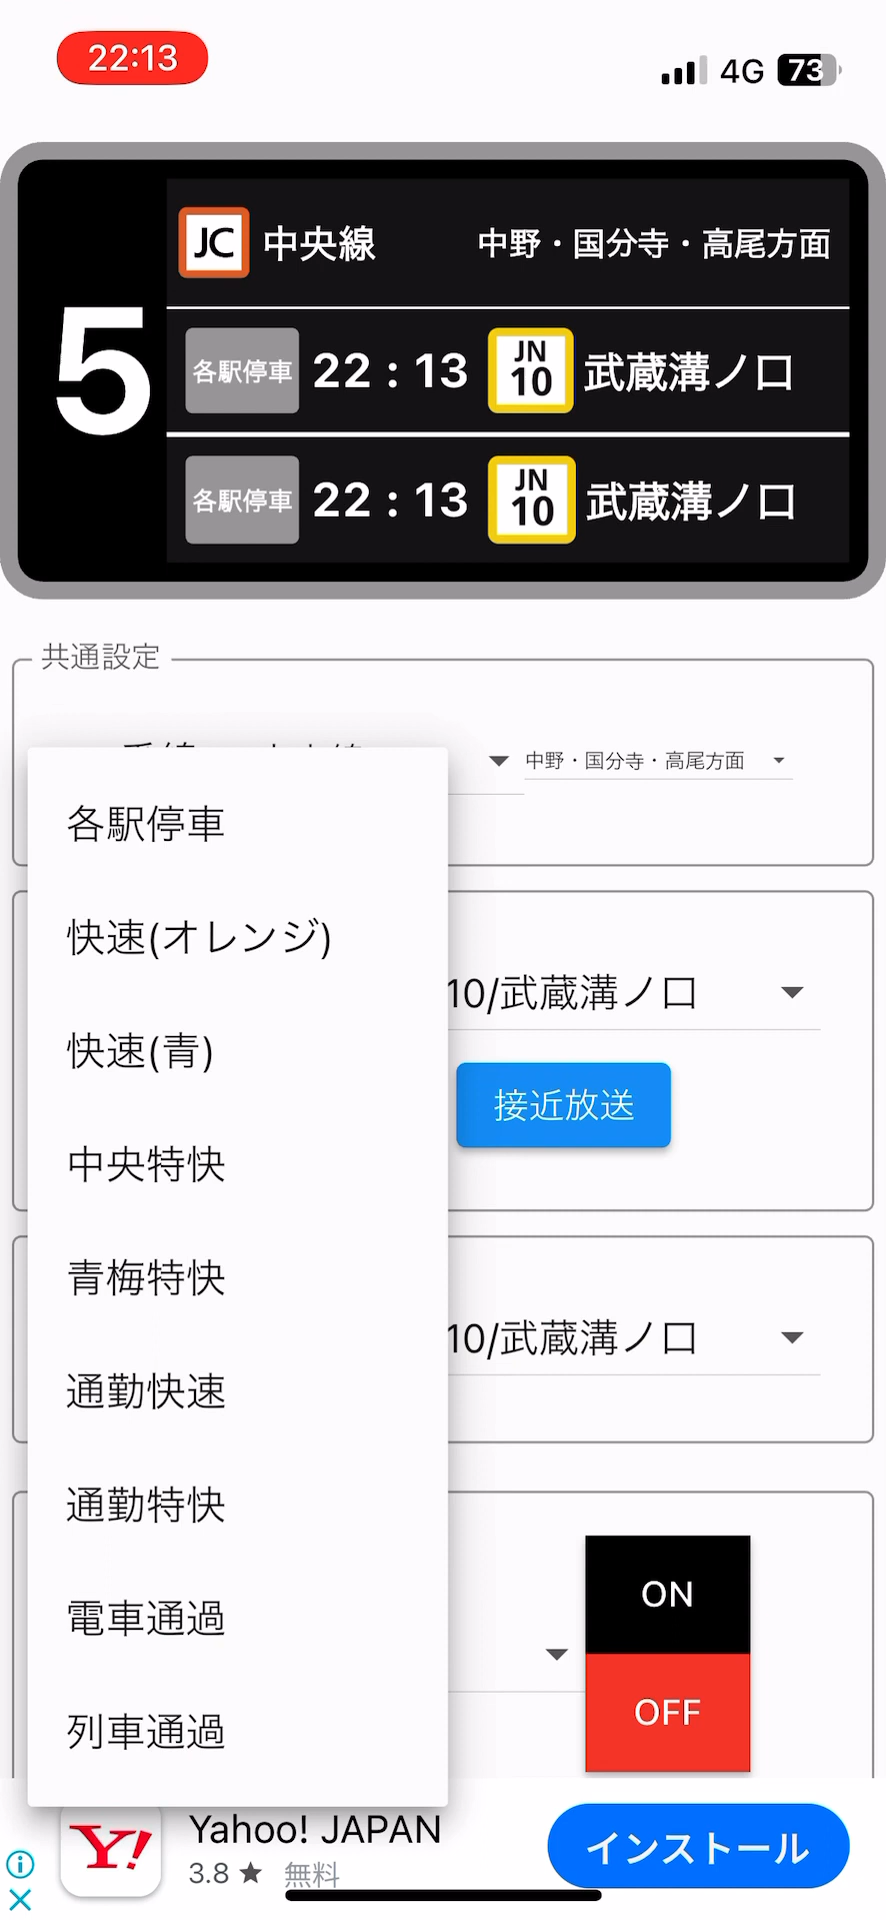 22:13
4G 73
JC 中央線 中野・国分寺・高尾方面
5
各駅停車 22:13 JN 10 武蔵溝ノ口
各駅停車 22:13 JN 10 武蔵溝ノ口
共通設定
中野・国分寺・高尾方面
各駅停車
快速(オレンジ)
10/武蔵溝ノ口
快速(青)
接近放送
中央特快
青梅特快
10/武蔵溝ノ口
通勤快速
通勤特快
ON
電車通過
OFF
列車通過
Yahoo! JAPAN
3.8 ★ 無料
インストール